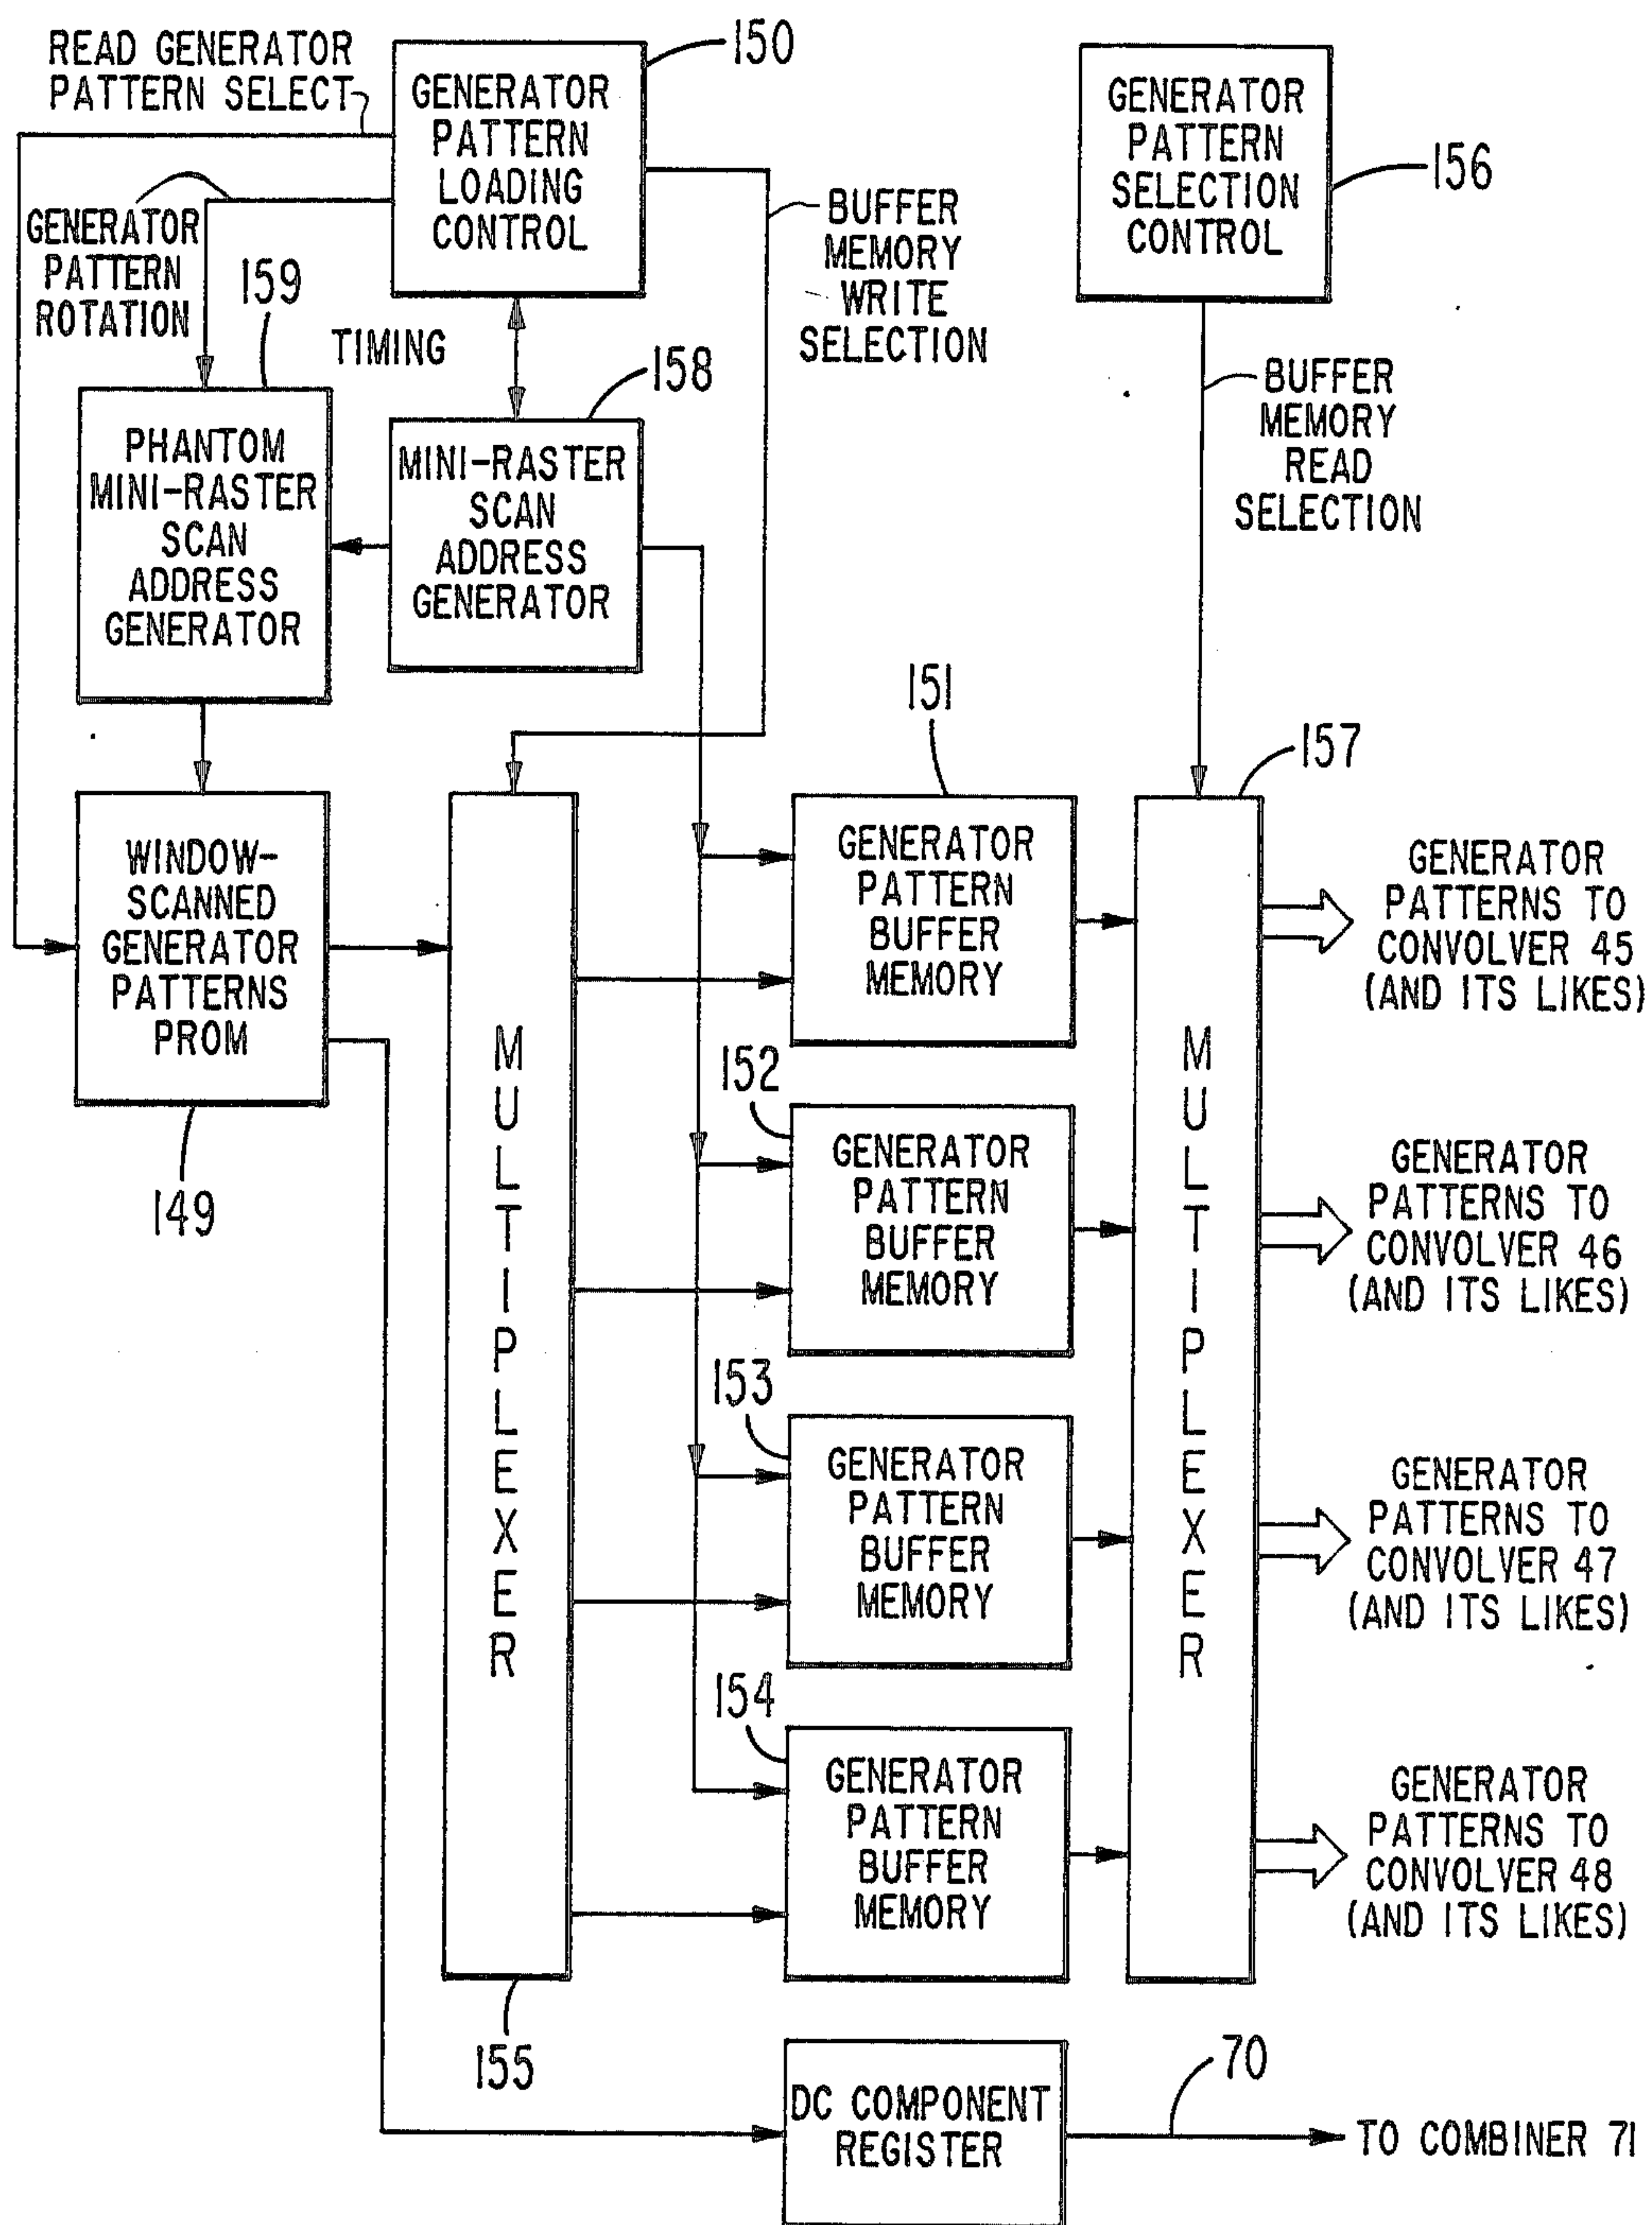 READ GENERATOR
PATTERN SELECT
150
GENERATOR
PATTERN
LOADING
CONTROL
GENERATOR
PATTERN
SELECTION
CONTROL
156
GENERATOR
PATTERN
ROTATION
159
TIMING
158
BUFFER
MEMORY
WRITE
SELECTION
BUFFER
MEMORY
READ
SELECTION
PHANTOM
MINI-RASTER
SCAN
ADDRESS
GENERATOR
MINI-RASTER
SCAN
ADDRESS
GENERATOR
151
157
WINDOW-
SCANNED
GENERATOR
PATTERNS
PROM
149
MULTIPLEXER
155
GENERATOR
PATTERN
BUFFER
MEMORY
152
GENERATOR
PATTERN
BUFFER
MEMORY
153
GENERATOR
PATTERN
BUFFER
MEMORY
154
GENERATOR
PATTERN
BUFFER
MEMORY
MULTIPLEXER
GENERATOR
PATTERNS TO
CONVOLVER 45
(AND ITS LIKES)
GENERATOR
PATTERNS TO
CONVOLVER 46
(AND ITS LIKES)
GENERATOR
PATTERNS TO
CONVOLVER 47
(AND ITS LIKES)
GENERATOR
PATTERNS TO
CONVOLVER 48
(AND ITS LIKES)
DC COMPONENT
REGISTER
70
TO COMBINER 71